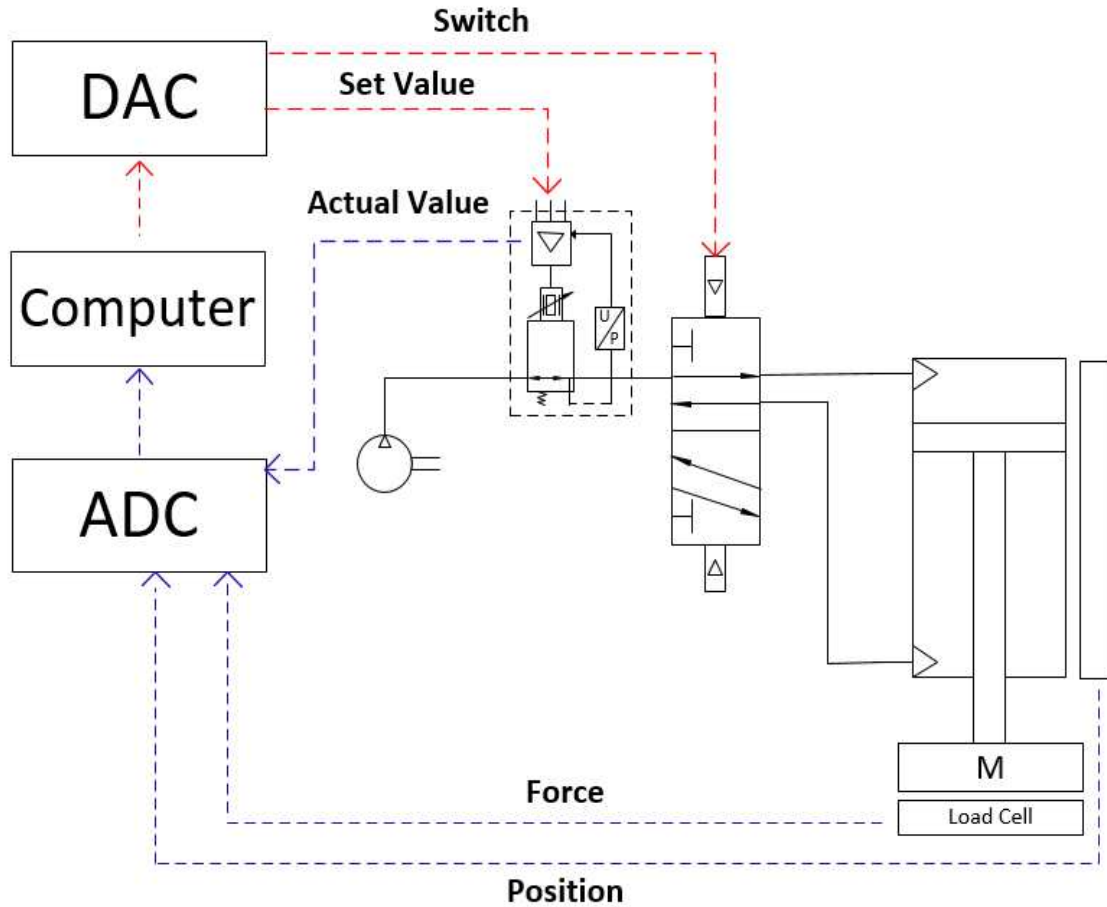 Switch
DAC
Set Value
Actual Value
Computer
U
P
ADC
M
Load Cell
Force
Position